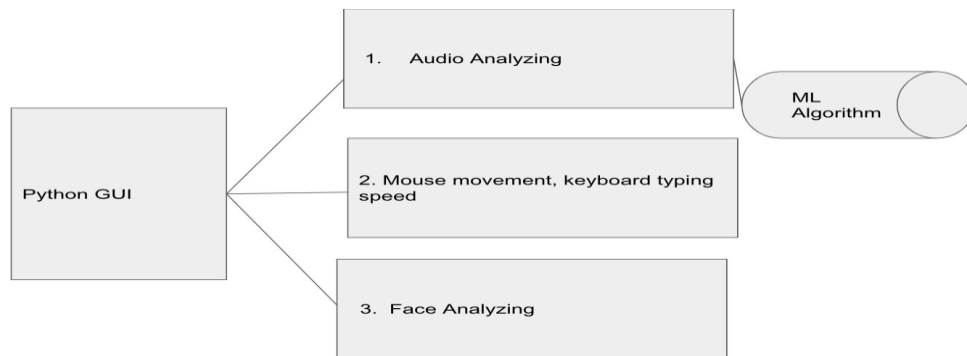 1. Audio Analyzing
ML
Algorithm
Python GUI
2. Mouse movement, keyboard typing
speed
3. Face Analyzing